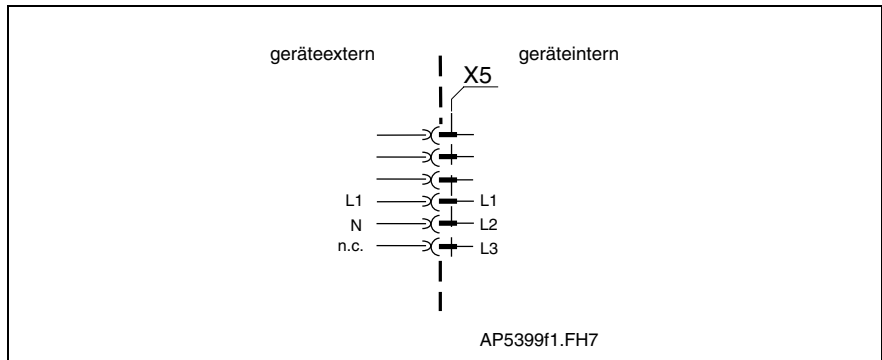 geräteextern geräteintern
X5
L1 L1
N L2
n.c. L3
AP5399f1.FH7